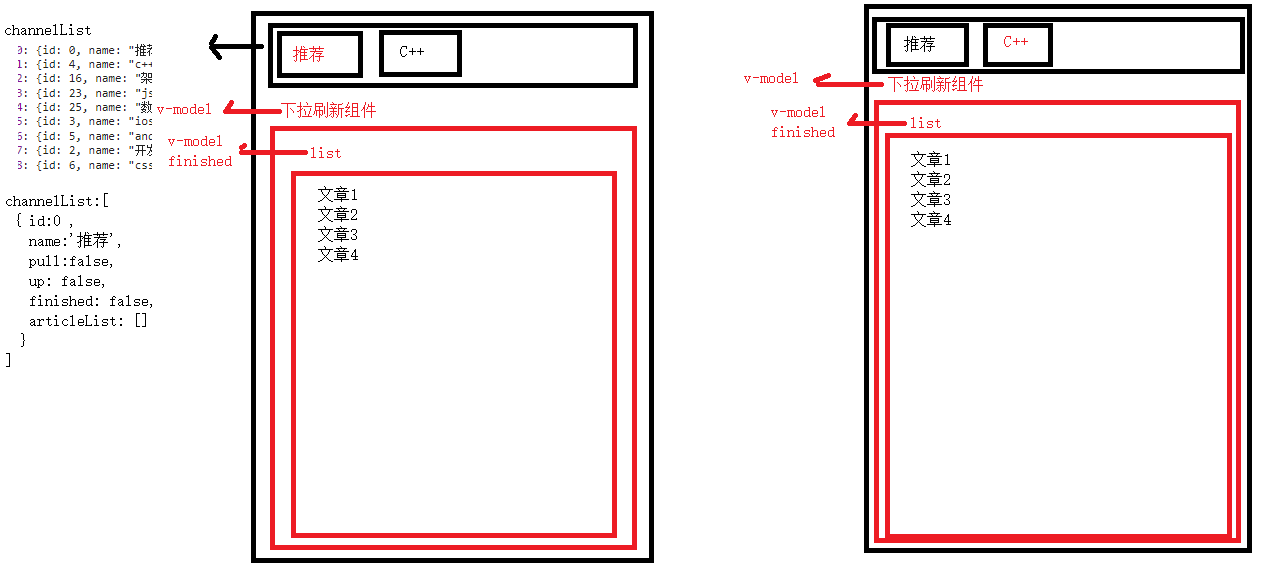 channelList
0: {id: 0, name: "推荐
1: {id: 4, name: "c++
2: {id: 16, name: "架
3: {id: 23, name: "js
4: {id: 25, name: "数
5: {id: 3, name: "ios
6: {id: 5, name: "and
7: {id: 2, name: "开发
8: {id: 6, name: "css
channelList:[
{ id:0 ,
name:'推荐',
pull:false,
up: false,
finished: false,
articleList: []
}
]
推荐
C++
v-model
下拉刷新组件
v-model
finished
list
文章1
文章2
文章3
文章4
推荐
C++
v-model
下拉刷新组件
v-model
finished
list
文章1
文章2
文章3
文章4